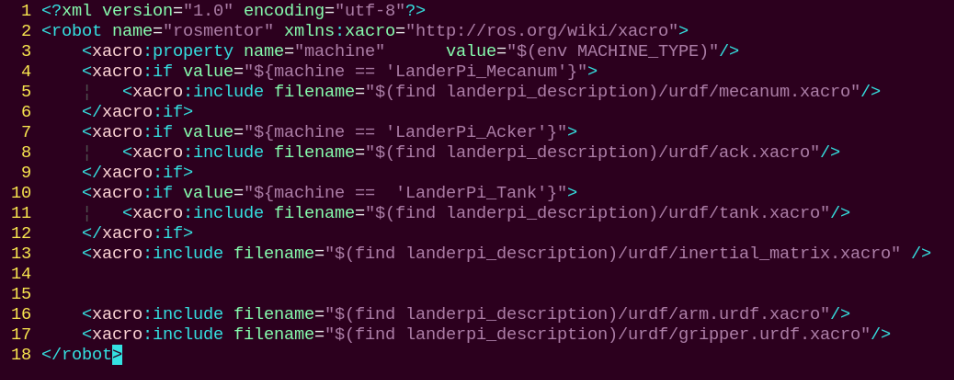 1 <?xml version="1.0" encoding="utf-8"?>
2 <robot name="rosmentor" xmlns:xacro="http://ros.org/wiki/xacro">
3     <xacro:property name="machine"      value="$(env MACHINE_TYPE)"/>
4     <xacro:if value="${machine == 'LanderPi_Mecanum'}">
5     ¦   <xacro:include filename="$(find landerpi_description)/urdf/mecanum.xacro"/>
6     </xacro:if>
7     <xacro:if value="${machine == 'LanderPi_Acker'}">
8     ¦   <xacro:include filename="$(find landerpi_description)/urdf/ack.xacro"/>
9     </xacro:if>
10     <xacro:if value="${machine ==  'LanderPi_Tank'}">
11     ¦   <xacro:include filename="$(find landerpi_description)/urdf/tank.xacro"/>
12     </xacro:if>
13     <xacro:include filename="$(find landerpi_description)/urdf/inertial_matrix.xacro" />
14
15
16     <xacro:include filename="$(find landerpi_description)/urdf/arm.urdf.xacro"/>
17     <xacro:include filename="$(find landerpi_description)/urdf/gripper.urdf.xacro"/>
18 </robot>